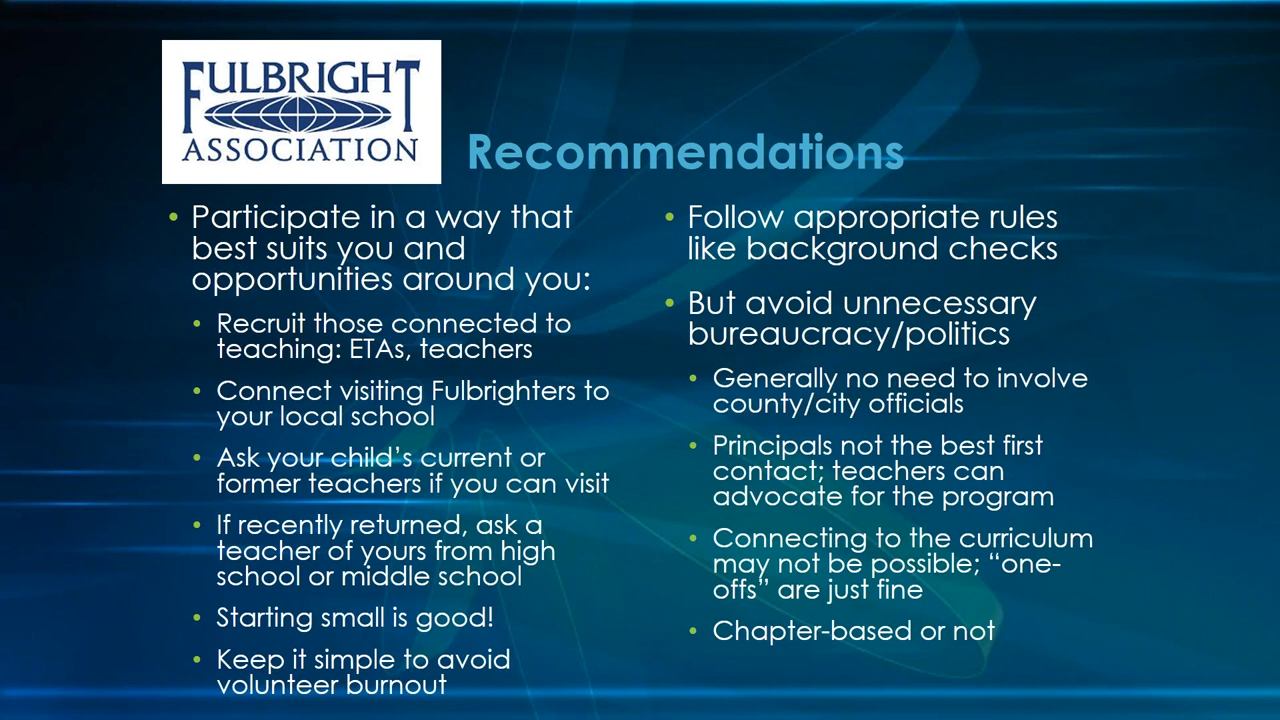 FULBRIGHT
ASSOCIATION
Recommendations
• Participate in a way that
best suits you and
opportunities around you:
• Recruit those connected to
teaching: ETAs, teachers
• Connect visiting Fulbrighters to
your local school
• Ask your child’s current or
former teachers if you can visit
• If recently returned, ask a
teacher of yours from high
school or middle school
• Starting small is good!
• Keep it simple to avoid
volunteer burnout
• Follow appropriate rules
like background checks
• But avoid unnecessary
bureaucracy/politics
• Generally no need to involve
county/city officials
• Principals not the best first
contact; teachers can
advocate for the program
• Connecting to the curriculum
may not be possible; “one-
offs” are just fine
• Chapter-based or not